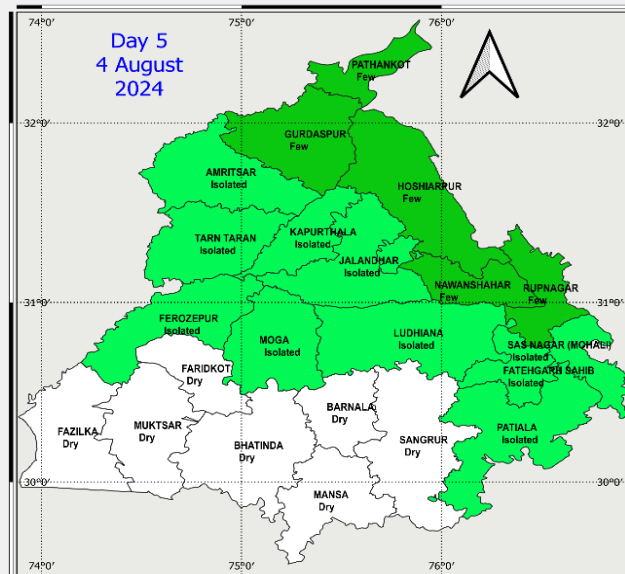 74°0'
75°0'
76°0'
Day 5
4 August
2024
PATHANKOT
Few
32°0'
32°0'
GURDASPUR
Few
AMRITSAR
Isolated
HOSHIARPUR
Few
TARN TARAN
Isolated
KAPURTHALA
Isolated
JALANDHAR
Isolated
NAWANSHAHAR
Few
RUPNAGAR
Few
31°0'
31°0'
FEROZEPUR
Isolated
MOGA
Isolated
LUDHIANA
Isolated
SAS NAGAR (MOHALI)
Isolated
FATEHGARH SAHIB
Isolated
FARIDKOT
Dry
FAZILKA
Dry
MUKTSAR
Dry
BHATINDA
Dry
BARNALA
Dry
SANGRUR
Dry
PATIALA
Isolated
MANSA
Dry
30°0'
30°0'
74°0'
75°0'
76°0'